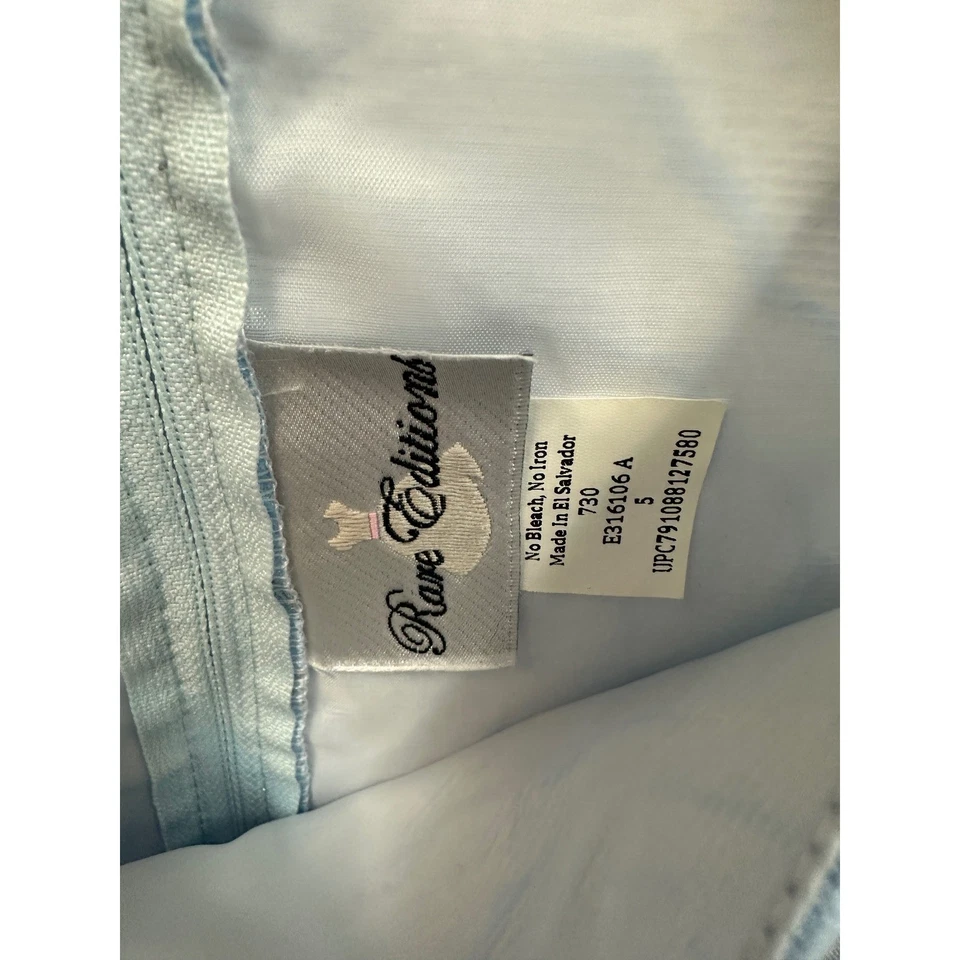 Rare Editions
No Bleach, No Iron
Made In El Salvador
730
E316106 A
5
UPC791088127580